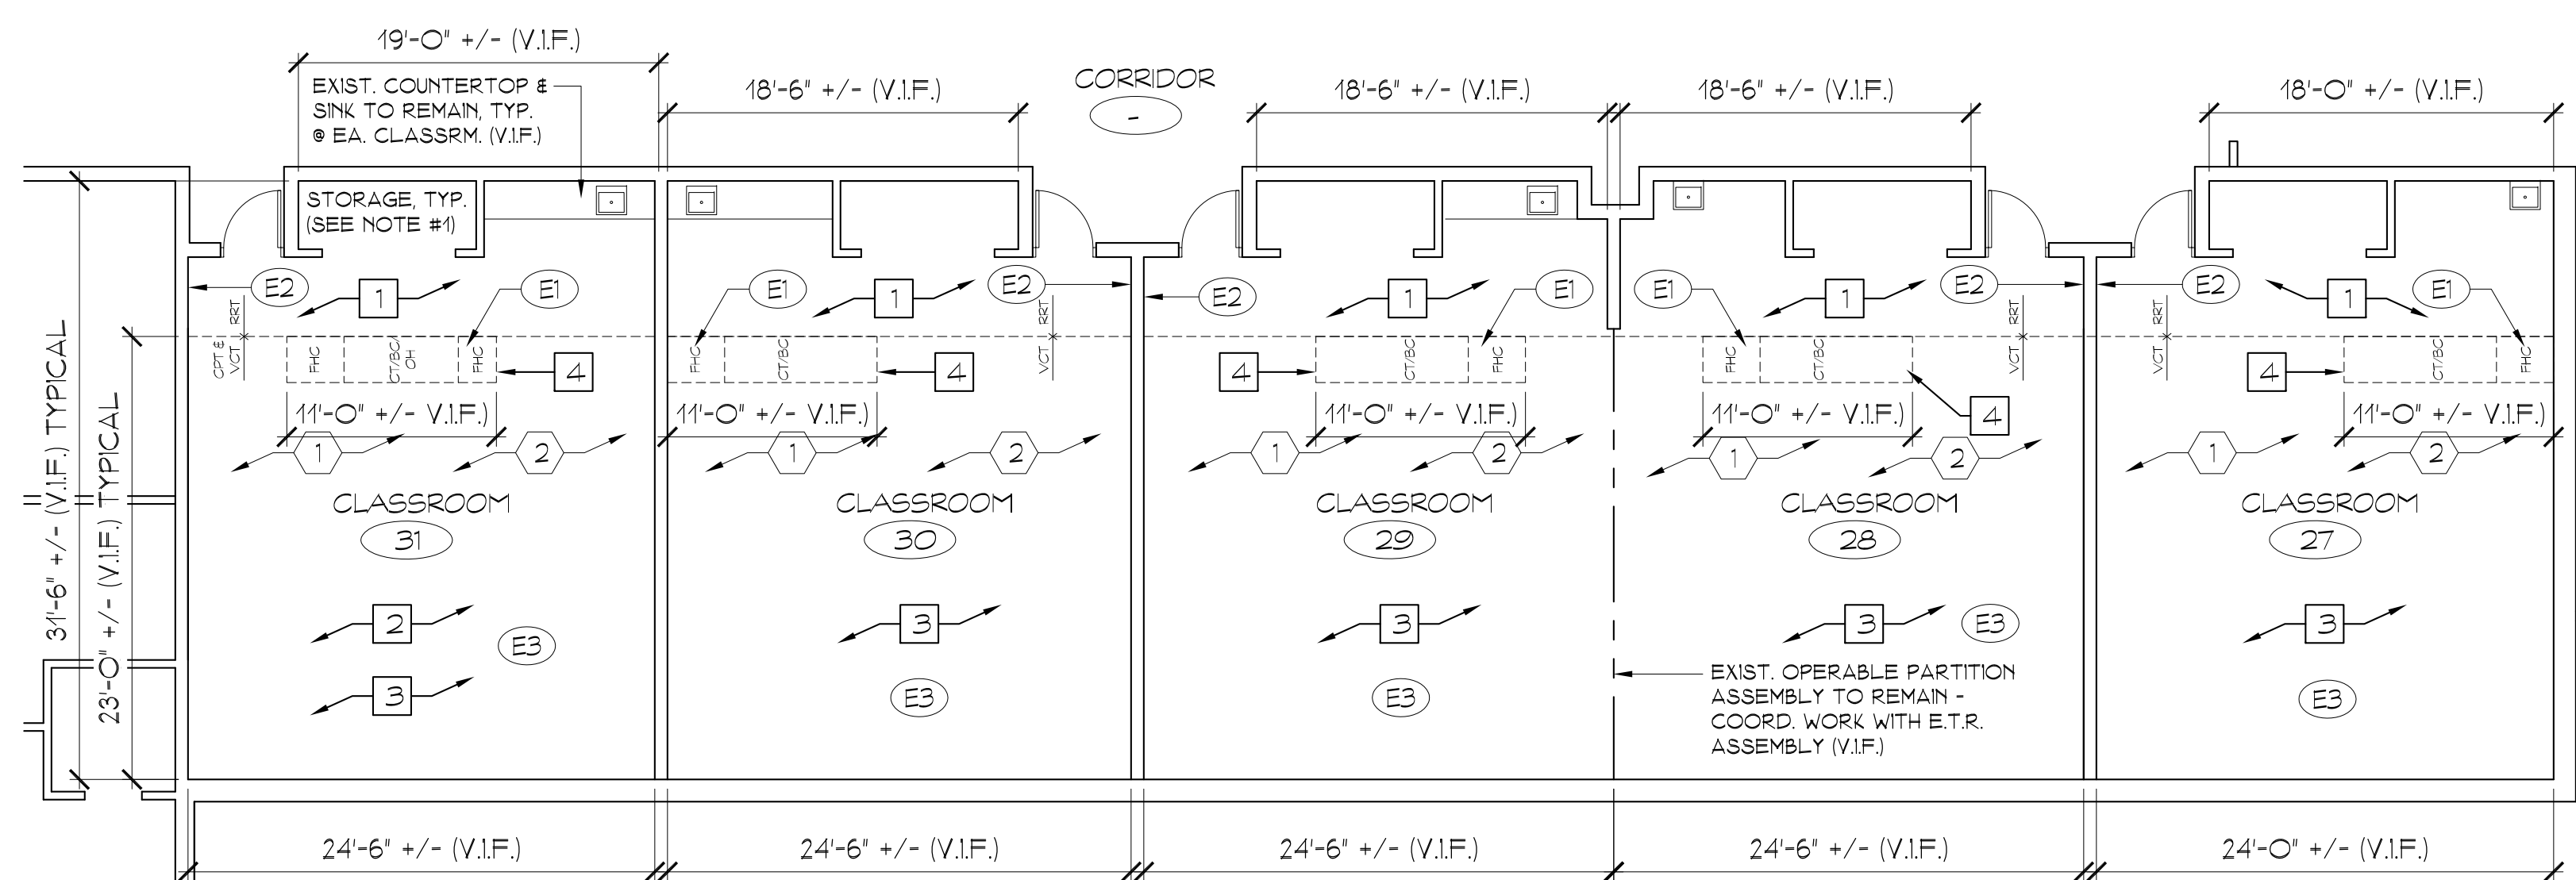 19'-0" +/- (V.I.F.)
EXIST. COUNTERTOP &
SINK TO REMAIN, TYP.
@ EA. CLASSRM. (V.I.F.)
18'-6" +/- (V.I.F.)
CORRIDOR
-
18'-6" +/- (V.I.F.)
18'-6" +/- (V.I.F.)
18'-0" +/- (V.I.F.)
STORAGE, TYP.
(SEE NOTE #1)
E2
1
E1
E1
1
E2
E2
1
E1
E1
1
E2
E2
1
E1
CPT &
VCT
RRT
FHC
CT/BC/
OH
FHC
4
FHC
CT/BC
4
VCT
RRT
4
CT/BC
FHC
FHC
CT/BC
4
VCT
RRT
VCT
RRT
4
CT/BC
FHC
11'-0" +/- V.I.F.)
11'-0" +/- V.I.F.)
11'-0" +/- V.I.F.)
11'-0" +/- V.I.F.)
11'-0" +/- V.I.F.)
1
2
1
2
1
2
1
2
1
2
31'-6" +/- (V.I.F.) TYPICAL
23'-0" +/- (V.I.F.) TYPICAL
CLASSROOM
31
CLASSROOM
30
CLASSROOM
29
CLASSROOM
28
CLASSROOM
27
2
E3
3
3
E3
3
E3
3
E3
EXIST. OPERABLE PARTITION
ASSEMBLY TO REMAIN -
COORD. WORK WITH E.T.R.
ASSEMBLY (V.I.F.)
3
E3
24'-6" +/- (V.I.F.)
24'-6" +/- (V.I.F.)
24'-6" +/- (V.I.F.)
24'-6" +/- (V.I.F.)
24'-0" +/- (V.I.F.)